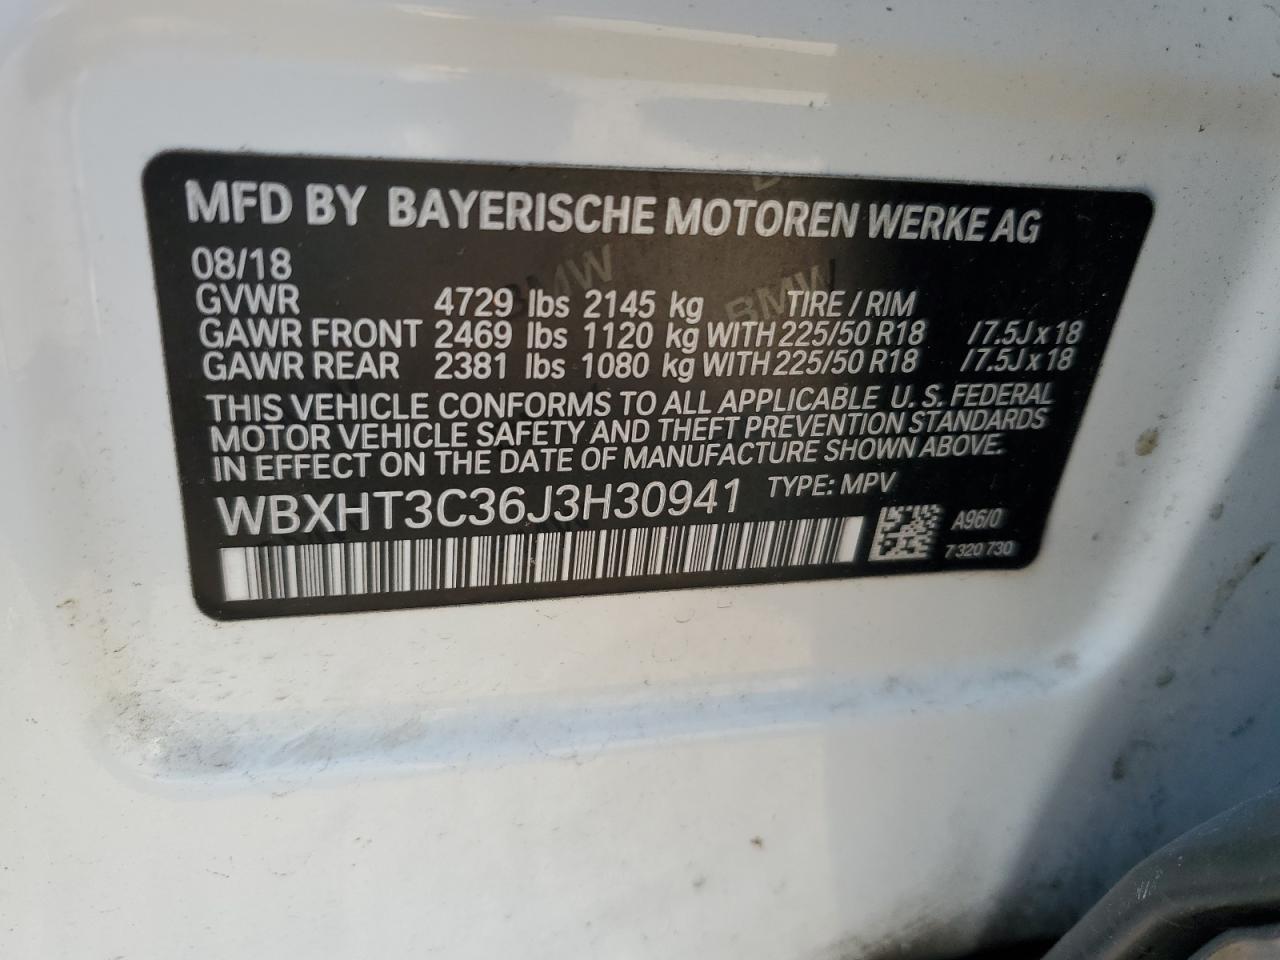 MFD BY BAYERISCHE MOTOREN WERKE AG
08/18
GVWR 4729 lbs 2145 kg TIRE / RIM
GAWR FRONT 2469 lbs 1120 kg WITH 225/50 R18 /7.5J x 18
GAWR REAR 2381 lbs 1080 kg WITH 225/50 R18 /7.5J x 18
THIS VEHICLE CONFORMS TO ALL APPLICABLE U. S. FEDERAL
MOTOR VEHICLE SAFETY AND THEFT PREVENTION STANDARDS
IN EFFECT ON THE DATE OF MANUFACTURE SHOWN ABOVE.
WBXHT3C36J3H30941 TYPE: MPV
A96/0
7 320 730
BMW
BMW